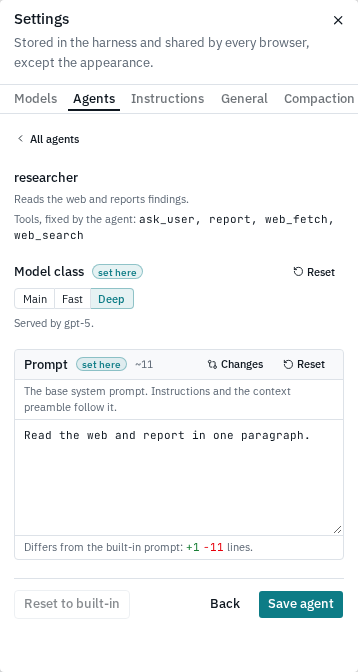 Settings
Stored in the harness and shared by every browser,
except the appearance.
Models Agents Instructions General Compaction
All agents
researcher
Reads the web and reports findings.
Tools, fixed by the agent: ask_user, report, web_fetch,
web_search
Model class set here Reset
Main Fast Deep
Served by gpt-5.
Prompt set here ~11 Changes Reset
The base system prompt. Instructions and the context
preamble follow it.
Read the web and report in one paragraph.
Differs from the built-in prompt: +1 -11 lines.
Reset to built-in Back Save agent